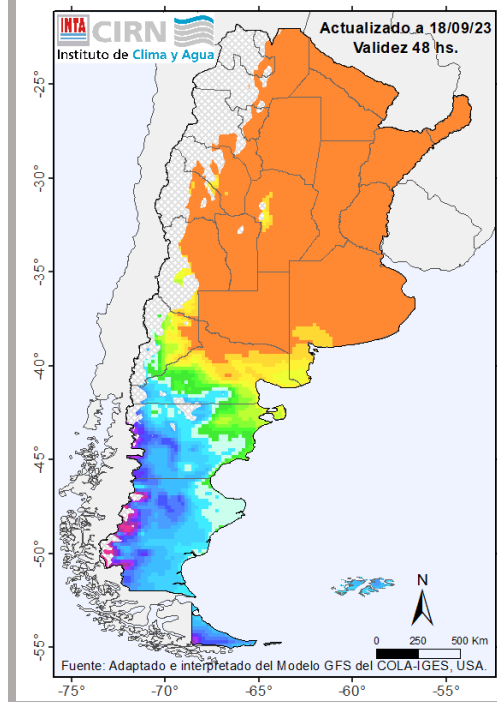 INTA CIRN
Instituto de Clima y Agua
Actualizado a 18/09/23
Validez 48 hs.
-25°
-30°
-35°
-40°
-45°
-50°
-55°
N
0 250 500 Km
Fuente: Adaptado e interpretado del Modelo GFS del COLA-IGES, USA.
-75° -70° -65° -60° -55°